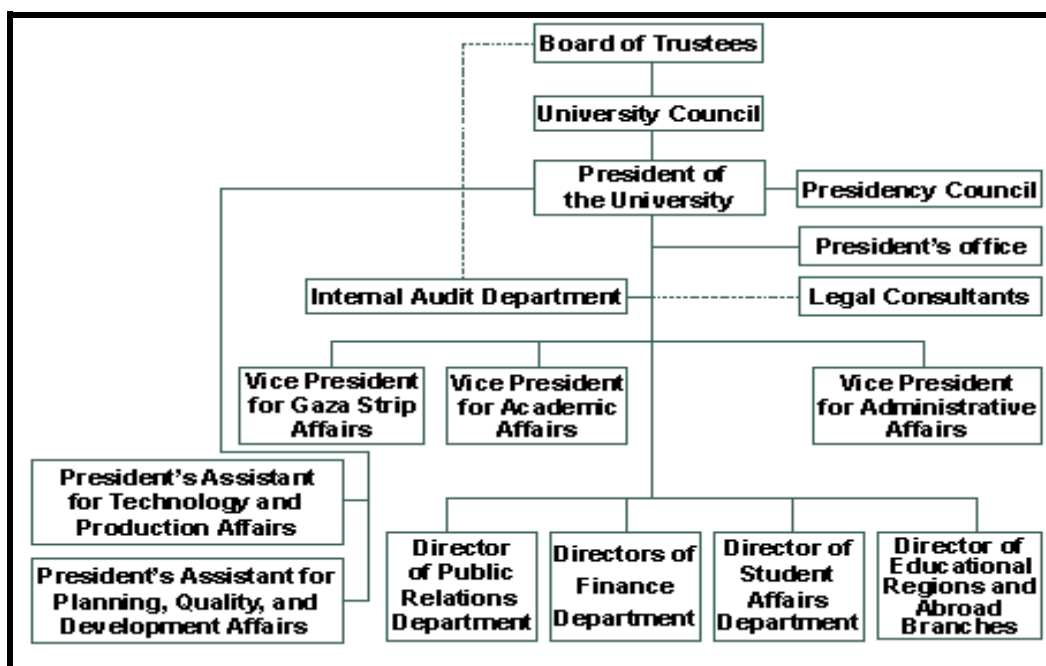 Board of Trustees
University Council
President of
the University
Presidency Council
President's office
Internal Audit Department
Legal Consultants
Vice President
for Gaza Strip
Affairs
Vice President
for Academic
Affairs
Vice President
for Administrative
Affairs
President's Assistant
for Technology and
Production Affairs
President's Assistant for
Planning, Quality, and
Development Affairs
Director
of Public
Relations
Department
Directors of
Finance
Department
Director of
Student
Affairs
Department
Director of
Educational
Regions and
Abroad
Branches